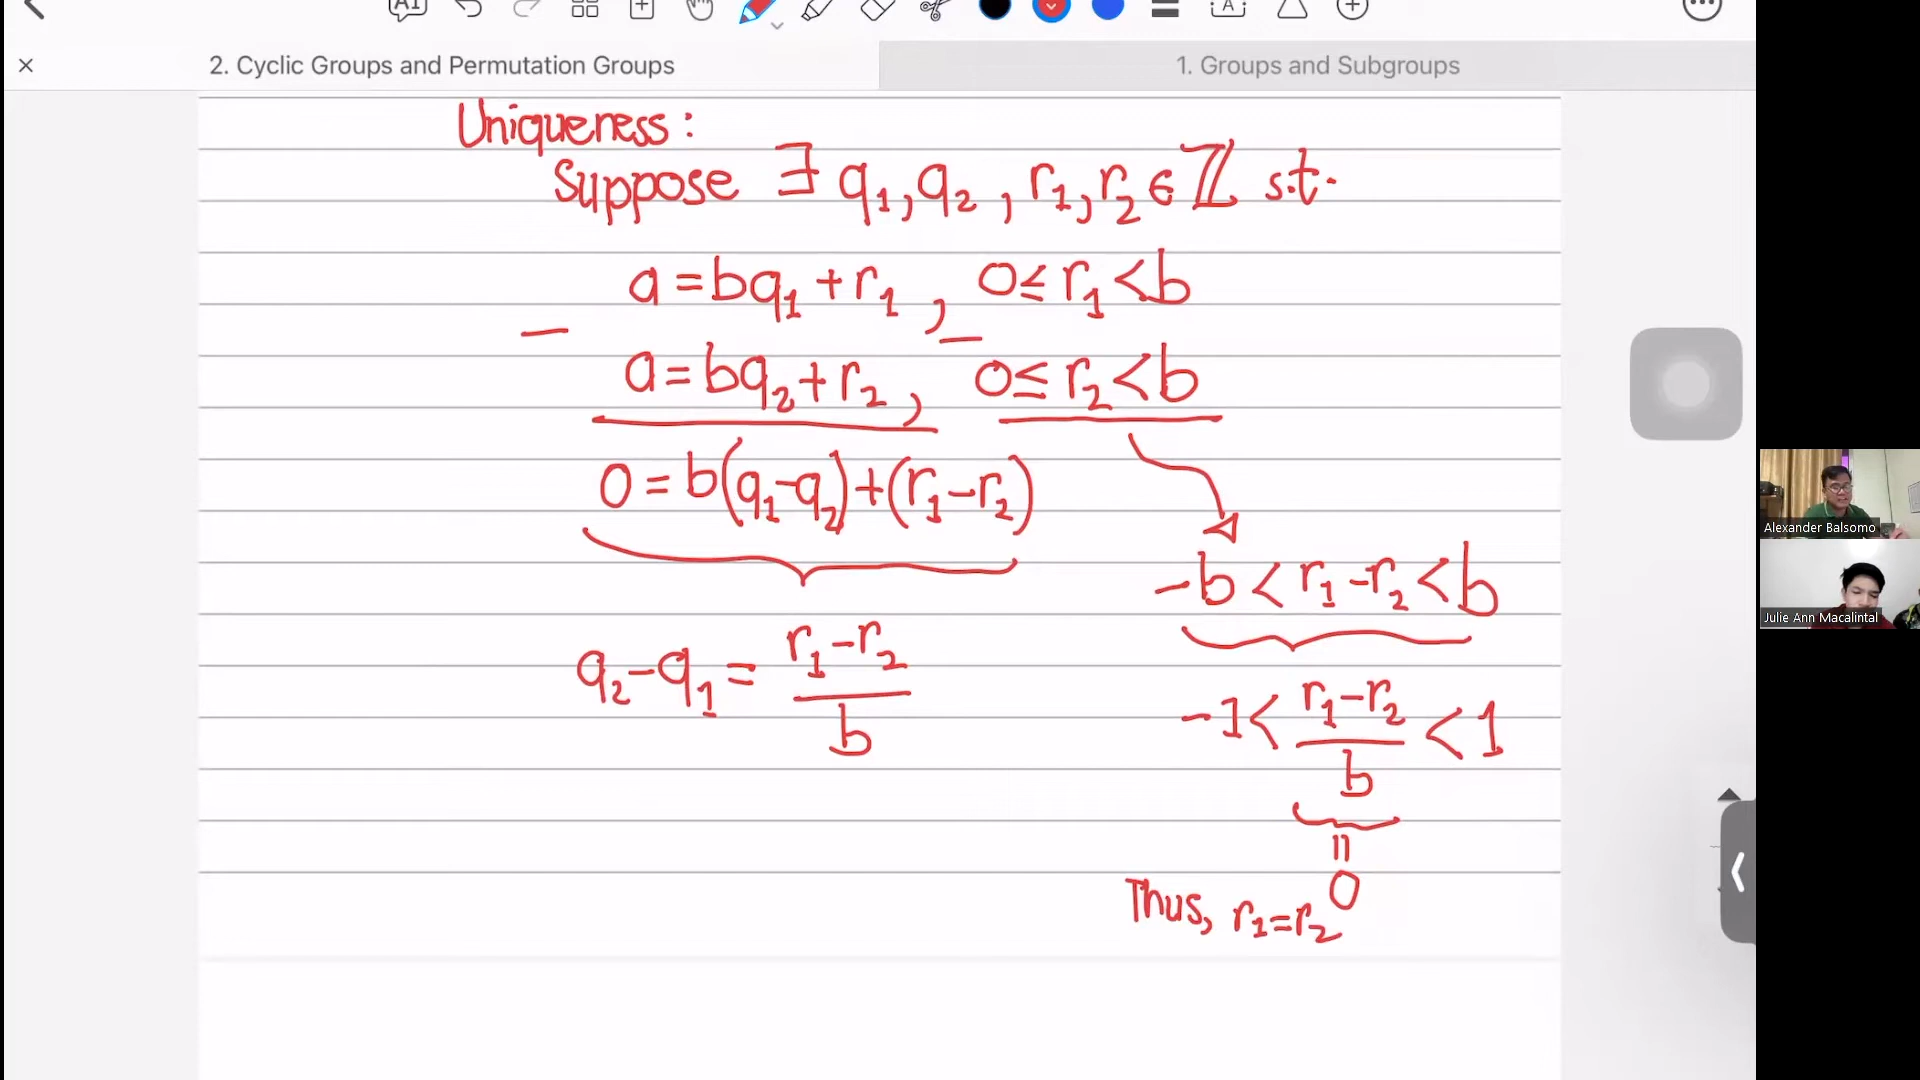 AI
A
2. Cyclic Groups and Permutation Groups
1. Groups and Subgroups
Uniqueness:
Suppose ∃ q₁, q₂, r₁, r₂ ∈ ℤ s.t.
a = bq₁ + r₁, 0 ≤ r₁ < b
— —
a = bq₂ + r₂, 0 ≤ r₂ < b
0 = b(q₁ - q₂) + (r₁ - r₂)
-b < r₁ - r₂ < b
q₂ - q₁ = (r₁ - r₂)/b
-1 < (r₁ - r₂)/b < 1
=
0
Thus, r₁ = r₂
Alexander Balsomo
Julie Ann Macalintal